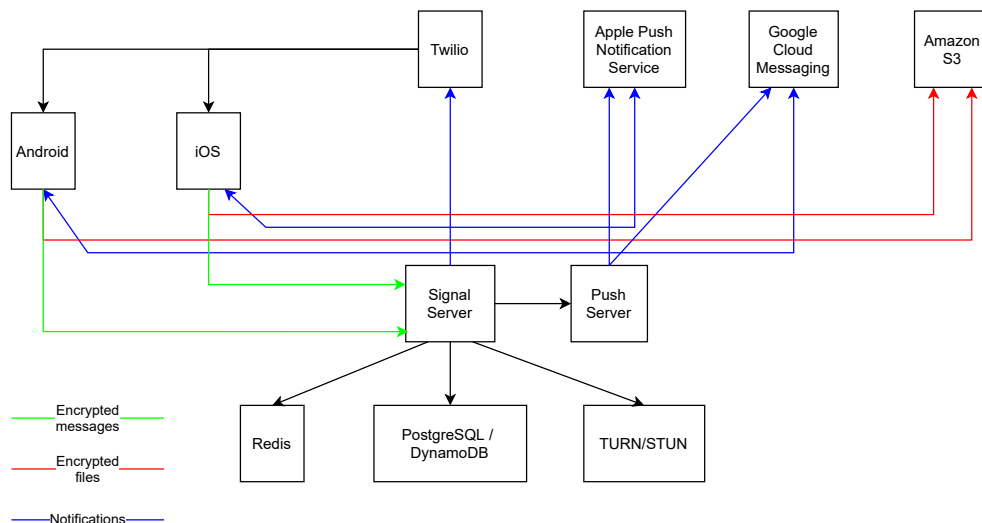 Twilio
Apple Push
Notification
Service
Google
Cloud
Messaging
Amazon
S3
Android
iOS
Signal
Server
Push
Server
Redis
PostgreSQL /
DynamoDB
TURN/STUN
Encrypted
messages
Encrypted
files
Notifications